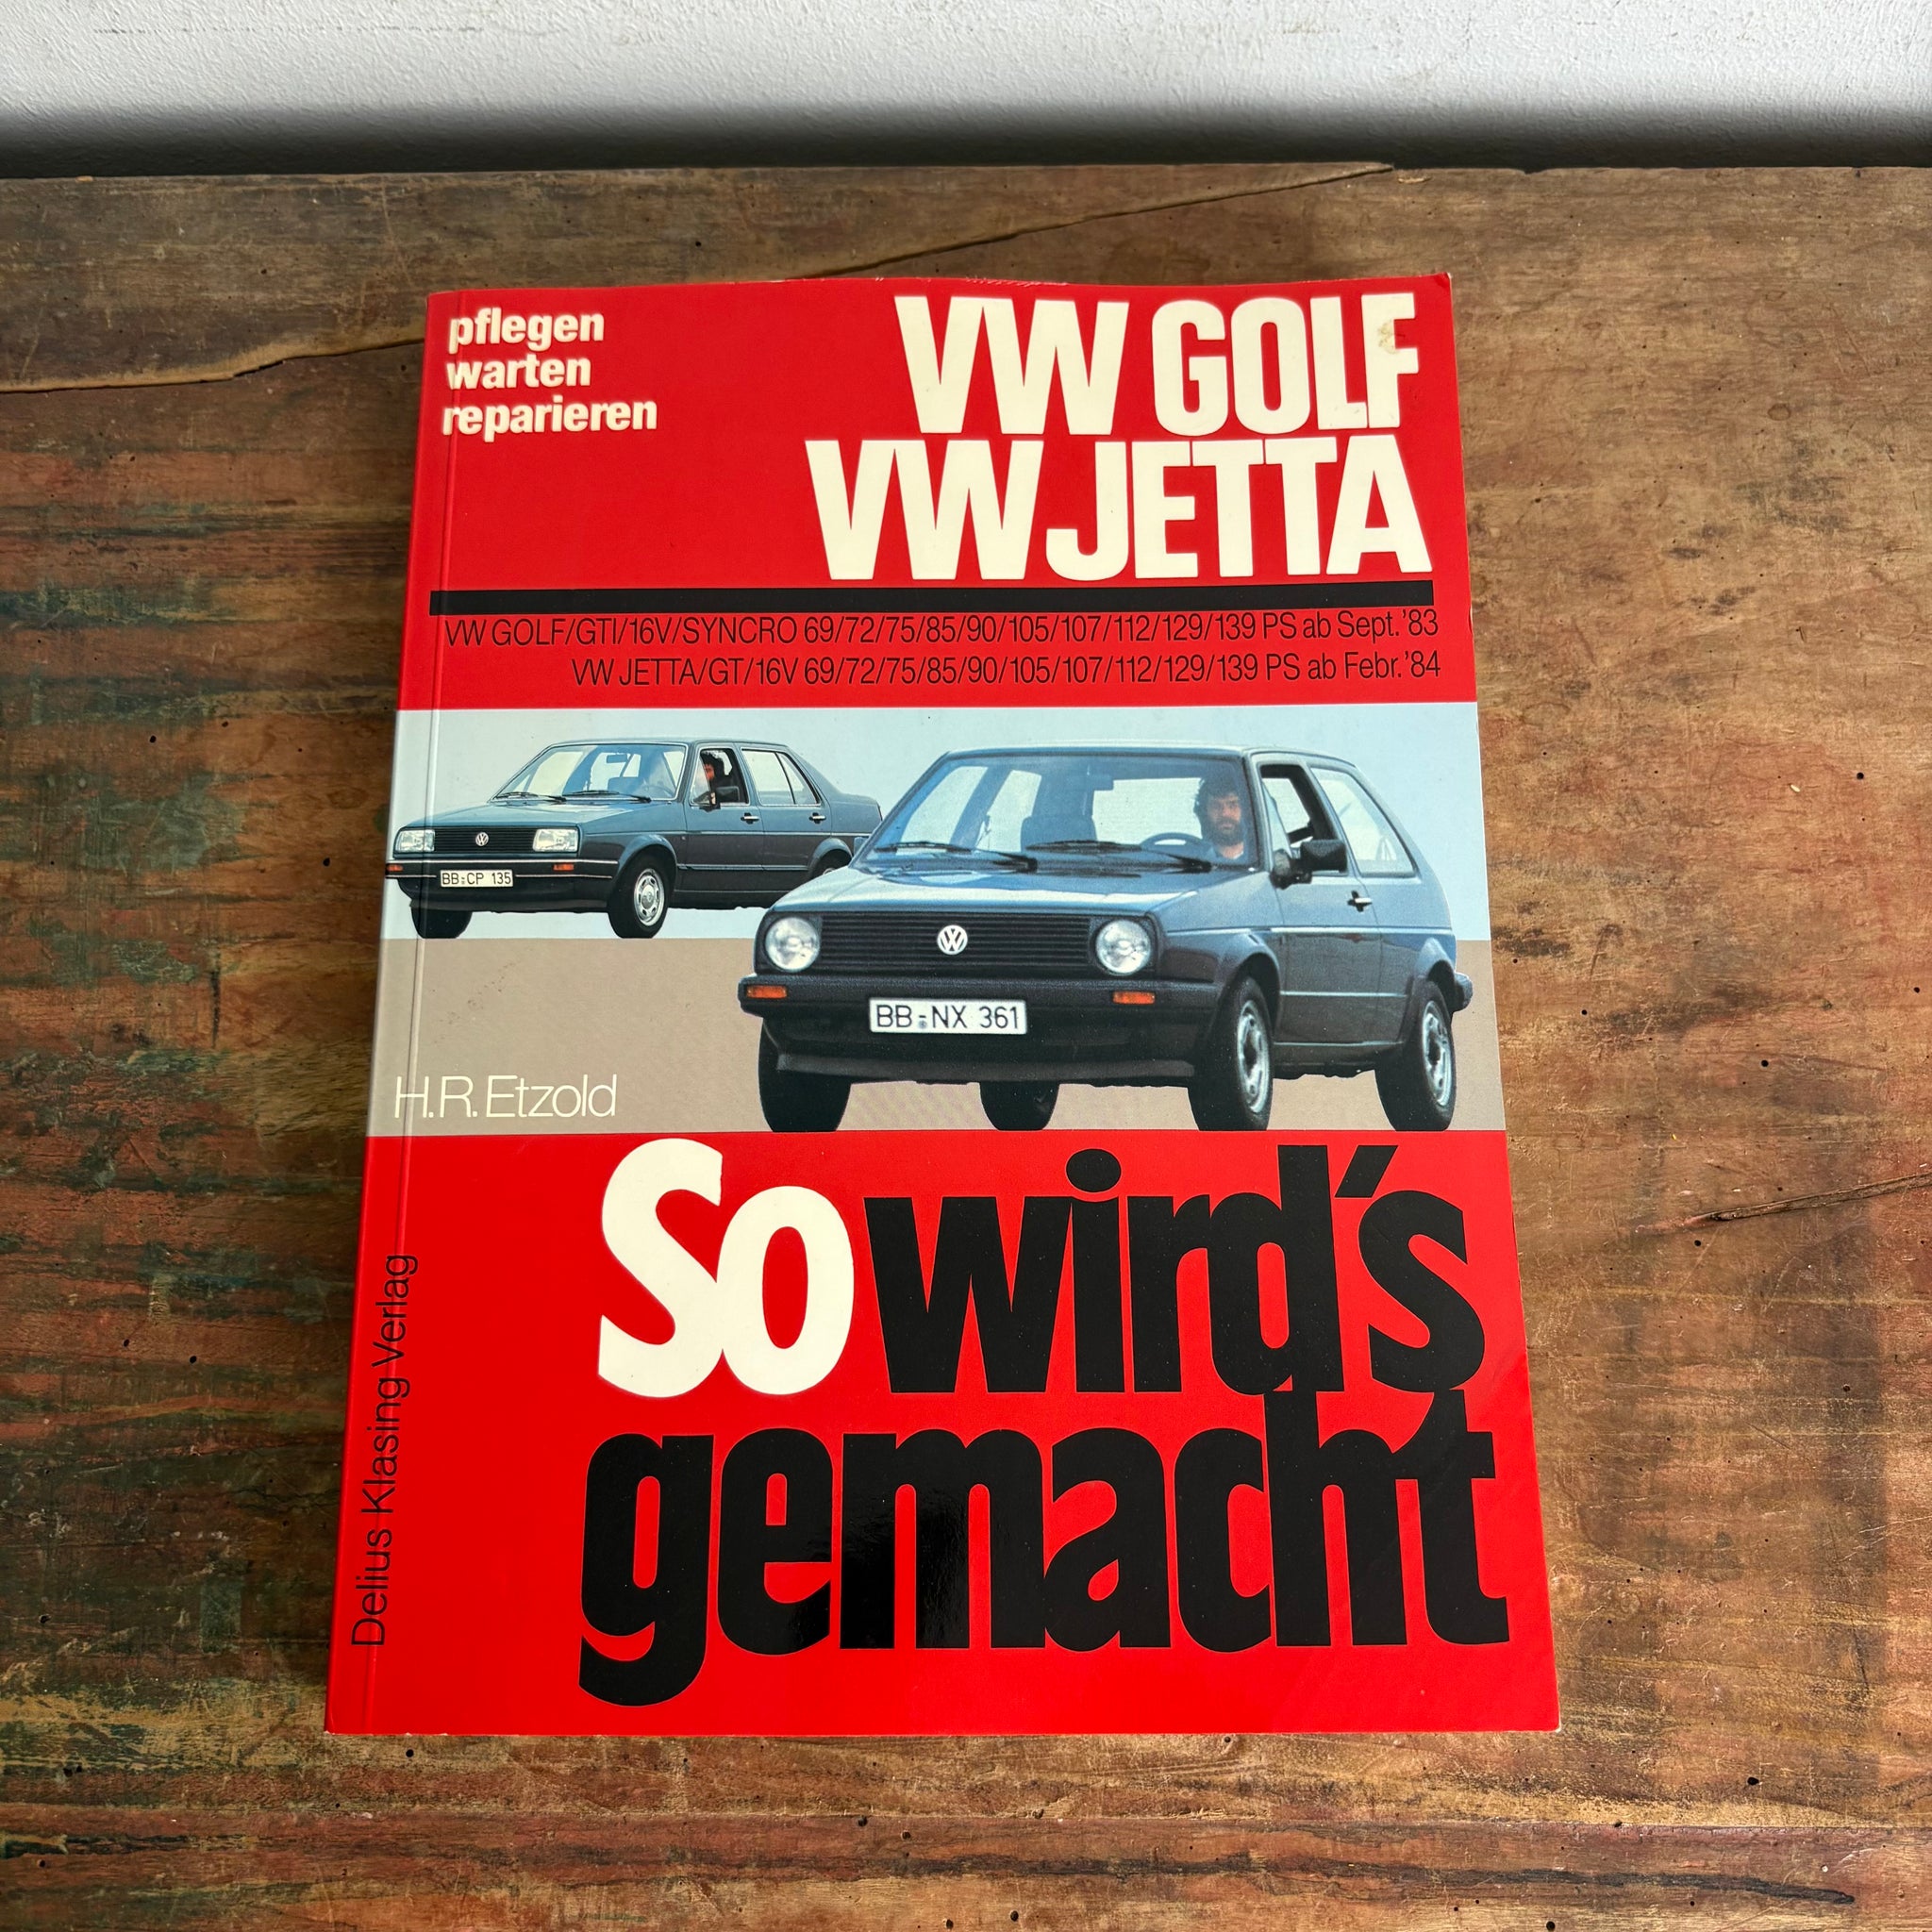 pflegen
warten
reparieren
VW GOLF
VW JETTA
VW GOLF/GTI/16V/SYNCRO 69/72/75/85/90/105/107/112/129/139 PS ab Sept.'83
VW JETTA/GT/16V 69/72/75/85/90/105/107/112/129/139 PS ab Febr.'84
BB-CP 135
BB-NX 361
H.R. Etzold
So wird's
gemacht
Delius Klasing Verlag